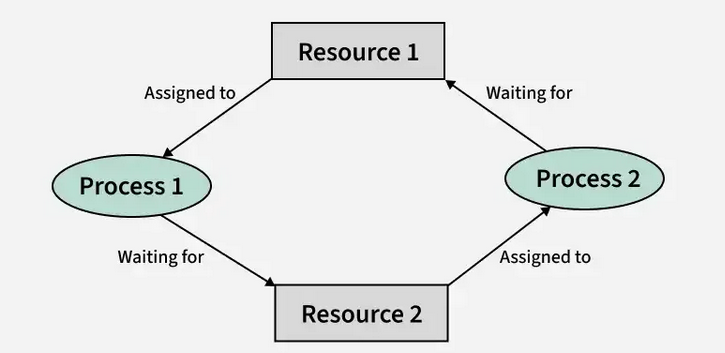 Resource 1
Assigned to
Waiting for
Process 1
Process 2
Waiting for
Assigned to
Resource 2